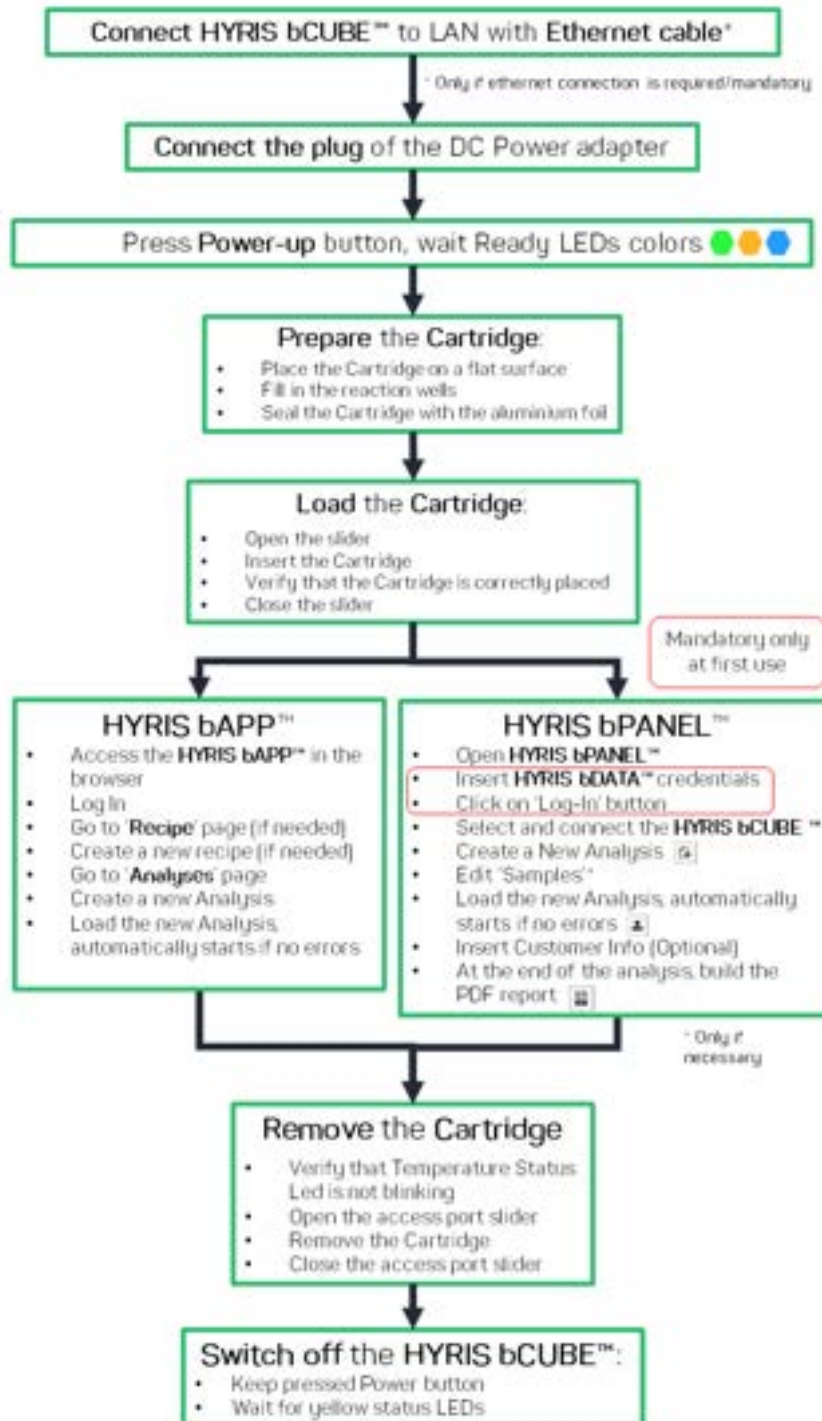 Connect HYRIS bCUBE™ to LAN with Ethernet cable*
* Only if ethernet connection is required/mandatory
Connect the plug of the DC Power adapter
Press Power-up button, wait Ready LEDs colors
Prepare the Cartridge:
• Place the Cartridge on a flat surface
• Fill in the reaction wells
• Seal the Cartridge with the aluminium foil
Load the Cartridge:
• Open the slider
• Insert the Cartridge
• Verify that the Cartridge is correctly placed
• Close the slider
Mandatory only
at first use
HYRIS bAPP™
• Access the HYRIS bAPP™ in the
browser
• Log In
• Go to 'Recipe' page (if needed)
• Create a new recipe (if needed)
• Go to 'Analyses' page
• Create a new Analysis
• Load the new Analysis,
automatically starts if no errors
HYRIS bPANEL™
• Open HYRIS bPANEL™
• Insert HYRIS bDATA™ credentials
• Click on 'Log-In' button
• Select and connect the HYRIS bCUBE ™
• Create a New Analysis
• Edit 'Samples'*
• Load the new Analysis, automatically
starts if no errors
• Insert Customer Info (Optional)
• At the end of the analysis, build the
PDF report
* Only if
necessary
Remove the Cartridge
• Verify that Temperature Status
Led is not blinking
• Open the access port slider
• Remove the Cartridge
• Close the access port slider
Switch off the HYRIS bCUBE™:
• Keep pressed Power button
• Wait for yellow status LEDs